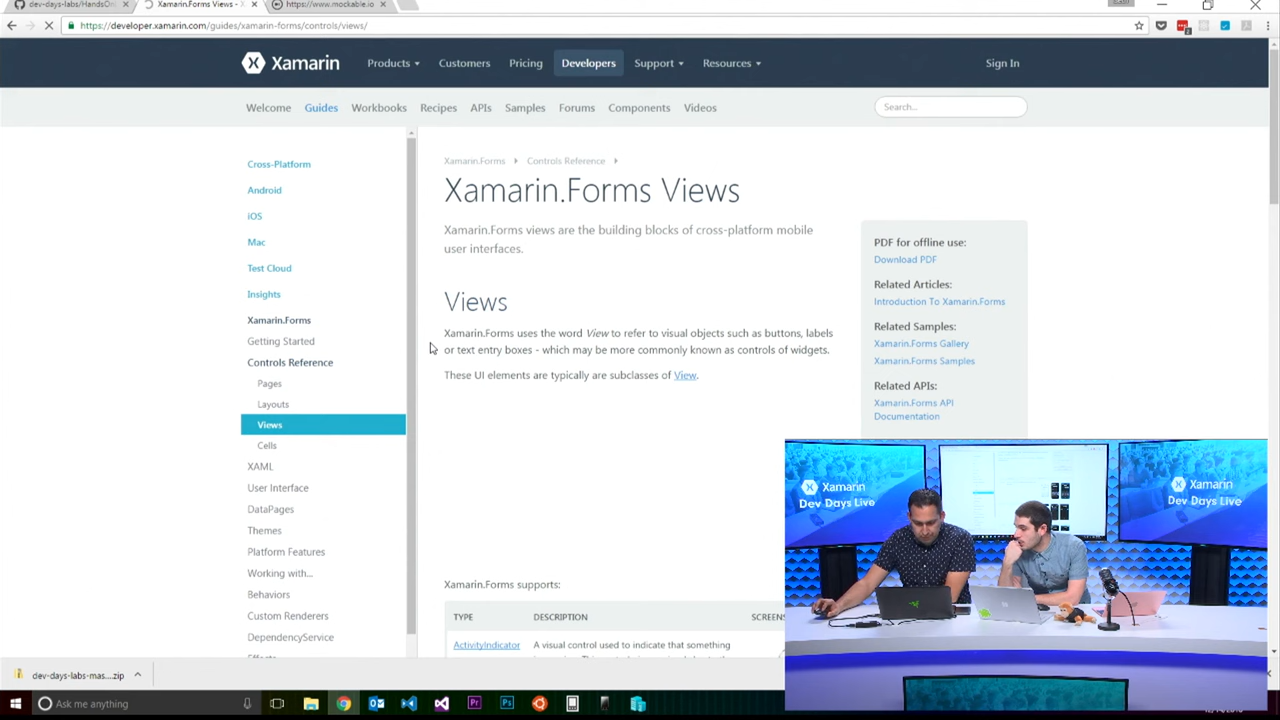 dev-days-labs/HandsO
Xamarin.Forms Views -
https://www.mockable.io
https://developer.xamarin.com/guides/xamarin-forms/controls/views/
Xamarin
Products
Customers
Pricing
Developers
Support
Resources
Sign In
Welcome
Guides
Workbooks
Recipes
APIs
Samples
Forums
Components
Videos
Search...
Cross-Platform
Android
iOS
Mac
Test Cloud
Insights
Xamarin.Forms
Getting Started
Controls Reference
Pages
Layouts
Views
Cells
XAML
User Interface
DataPages
Themes
Platform Features
Working with...
Behaviors
Custom Renderers
DependencyService
Xamarin.Forms
Controls Reference
Xamarin.Forms Views
Xamarin.Forms views are the building blocks of cross-platform mobile
user interfaces.
Views
Xamarin.Forms uses the word View to refer to visual objects such as buttons, labels
or text entry boxes - which may be more commonly known as controls of widgets.
These UI elements are typically are subclasses of View.
Xamarin.Forms supports:
TYPE
DESCRIPTION
SCREENS
ActivityIndicator
A visual control used to indicate that something
PDF for offline use:
Download PDF
Related Articles:
Introduction To Xamarin.Forms
Related Samples:
Xamarin.Forms Gallery
Xamarin.Forms Samples
Related APIs:
Xamarin.Forms API
Documentation
Xamarin
Dev Days Live
Xamarin
Dev Days Live
dev-days-labs-mas....zip
Ask me anything